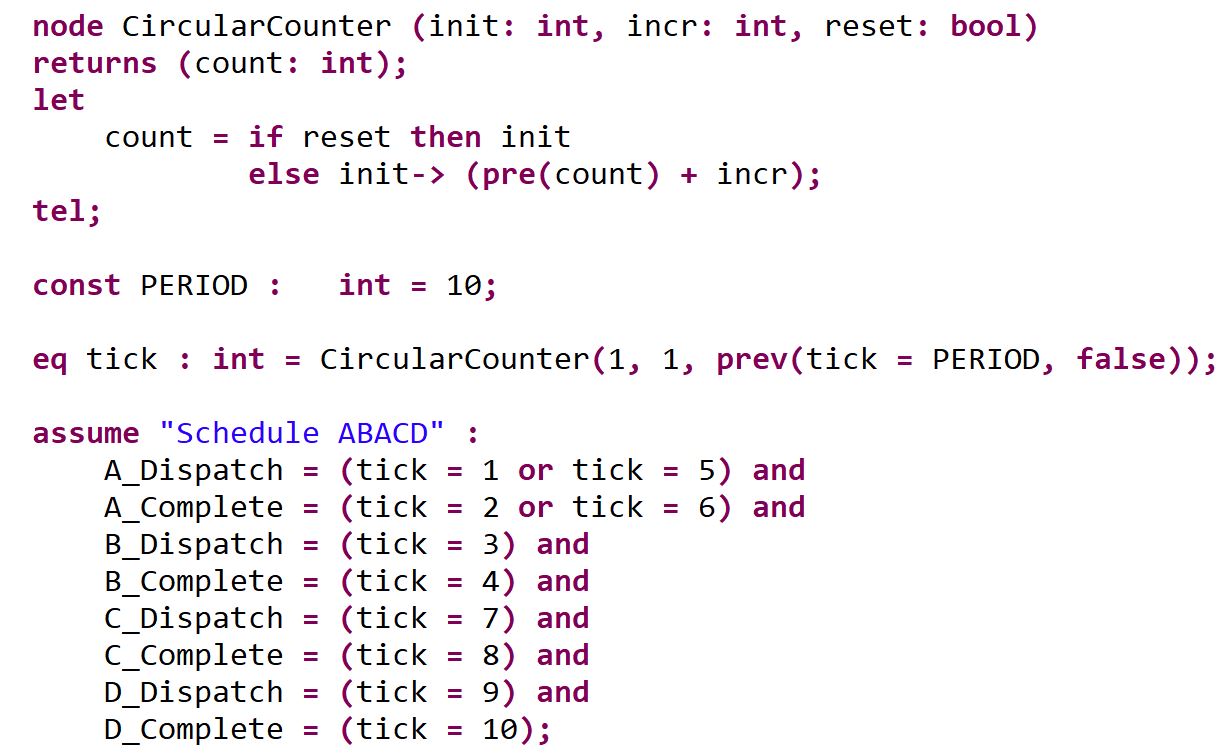 node CircularCounter (init: int, incr: int, reset: bool)
returns (count: int);
let
    count = if reset then init
            else init-> (pre(count) + incr);
tel;

const PERIOD :   int = 10;

eq tick : int = CircularCounter(1, 1, prev(tick = PERIOD, false));

assume "Schedule ABACD" :
    A_Dispatch = (tick = 1 or tick = 5) and
    A_Complete = (tick = 2 or tick = 6) and
    B_Dispatch = (tick = 3) and
    B_Complete = (tick = 4) and
    C_Dispatch = (tick = 7) and
    C_Complete = (tick = 8) and
    D_Dispatch = (tick = 9) and
    D_Complete = (tick = 10);